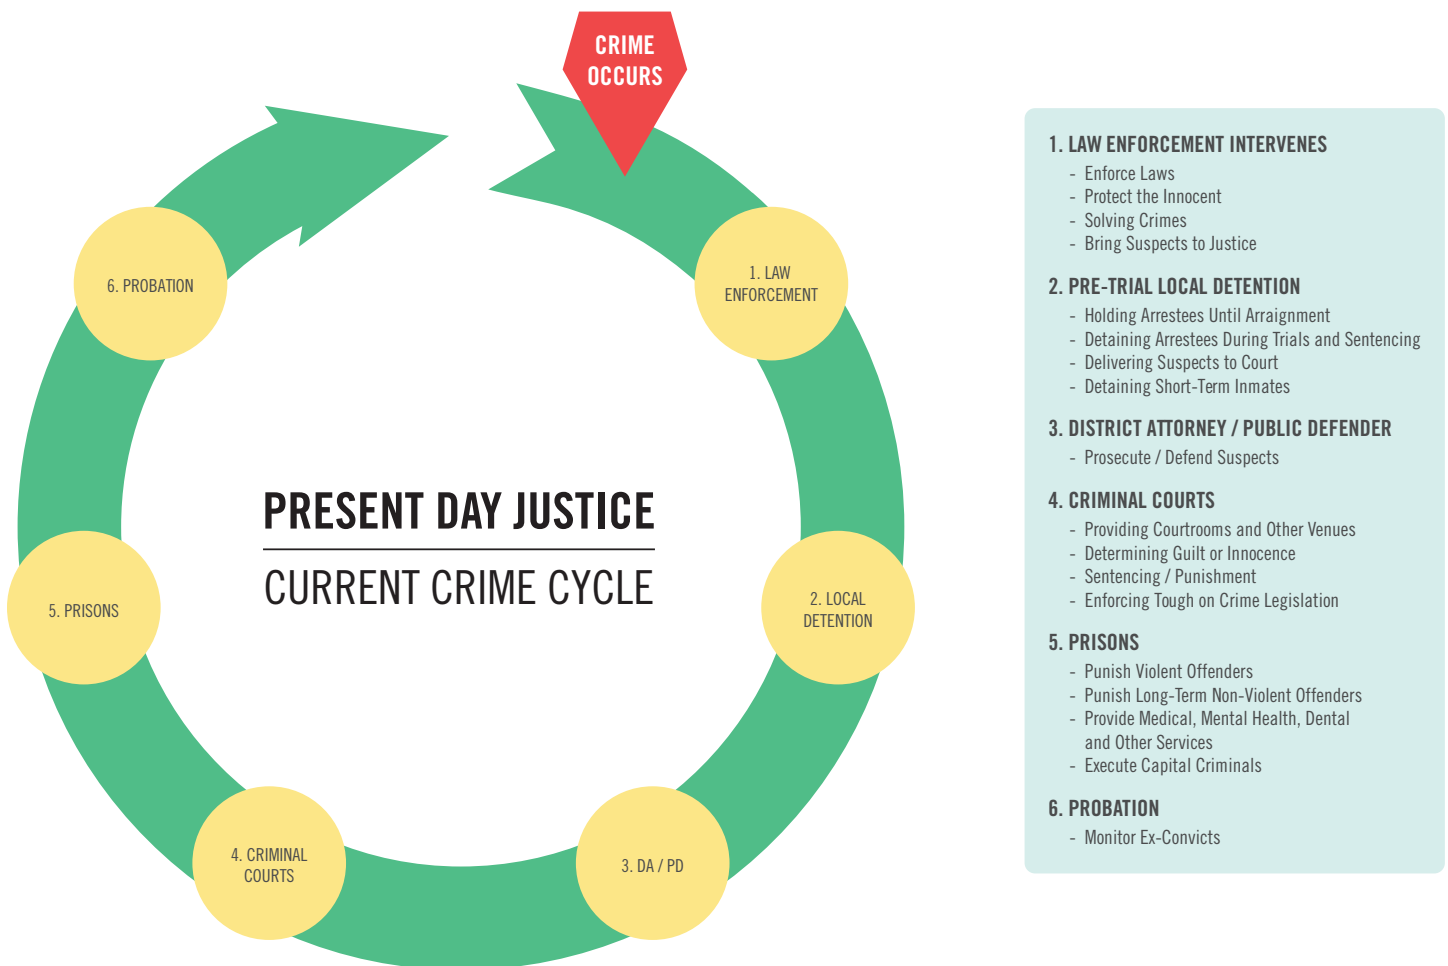 CRIME
OCCURS
1. LAW
ENFORCEMENT
2. LOCAL
DETENTION
3. DA / PD
4. CRIMINAL
COURTS
5. PRISONS
6. PROBATION
PRESENT DAY JUSTICE
CURRENT CRIME CYCLE
1. LAW ENFORCEMENT INTERVENES
- Enforce Laws
- Protect the Innocent
- Solving Crimes
- Bring Suspects to Justice
2. PRE-TRIAL LOCAL DETENTION
- Holding Arrestees Until Arraignment
- Detaining Arrestees During Trials and Sentencing
- Delivering Suspects to Court
- Detaining Short-Term Inmates
3. DISTRICT ATTORNEY / PUBLIC DEFENDER
- Prosecute / Defend Suspects
4. CRIMINAL COURTS
- Providing Courtrooms and Other Venues
- Determining Guilt or Innocence
- Sentencing / Punishment
- Enforcing Tough on Crime Legislation
5. PRISONS
- Punish Violent Offenders
- Punish Long-Term Non-Violent Offenders
- Provide Medical, Mental Health, Dental
and Other Services
- Execute Capital Criminals
6. PROBATION
- Monitor Ex-Convicts